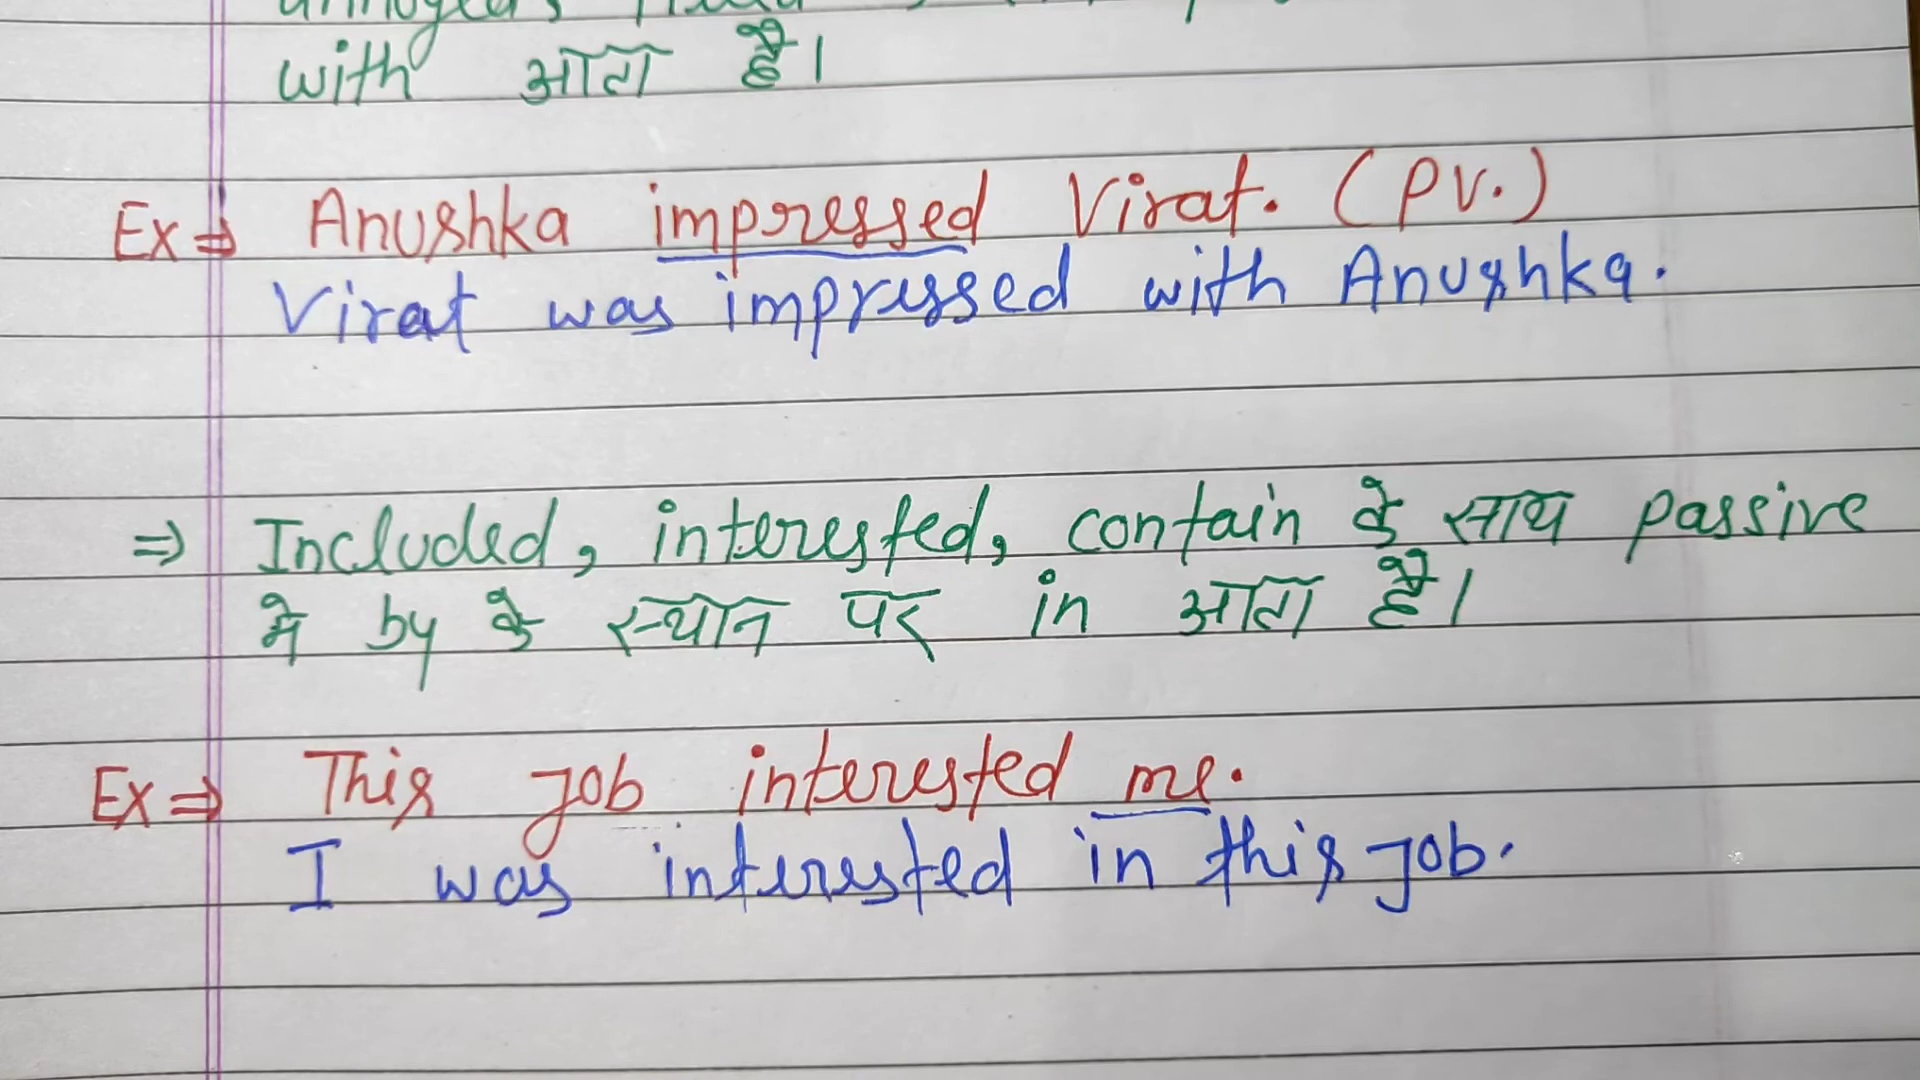 with आता है।
Ex⇒ Anushka impressed Virat. (PV.)
Virat was impressed with Anushka.
⇒ Included, interested, contain के साथ passive
मे by के स्थान पर in आता है।
Ex⇒ This Job interested me.
I was interested in this Job.